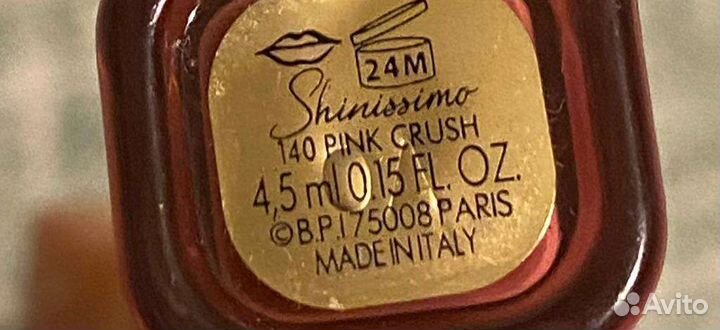 24M
Shinissimo
140 PINK CRUSH
4,5 ml 0 15 FL. OZ.
©B.P.I 75008 PARIS
MADE IN ITALY
Avito